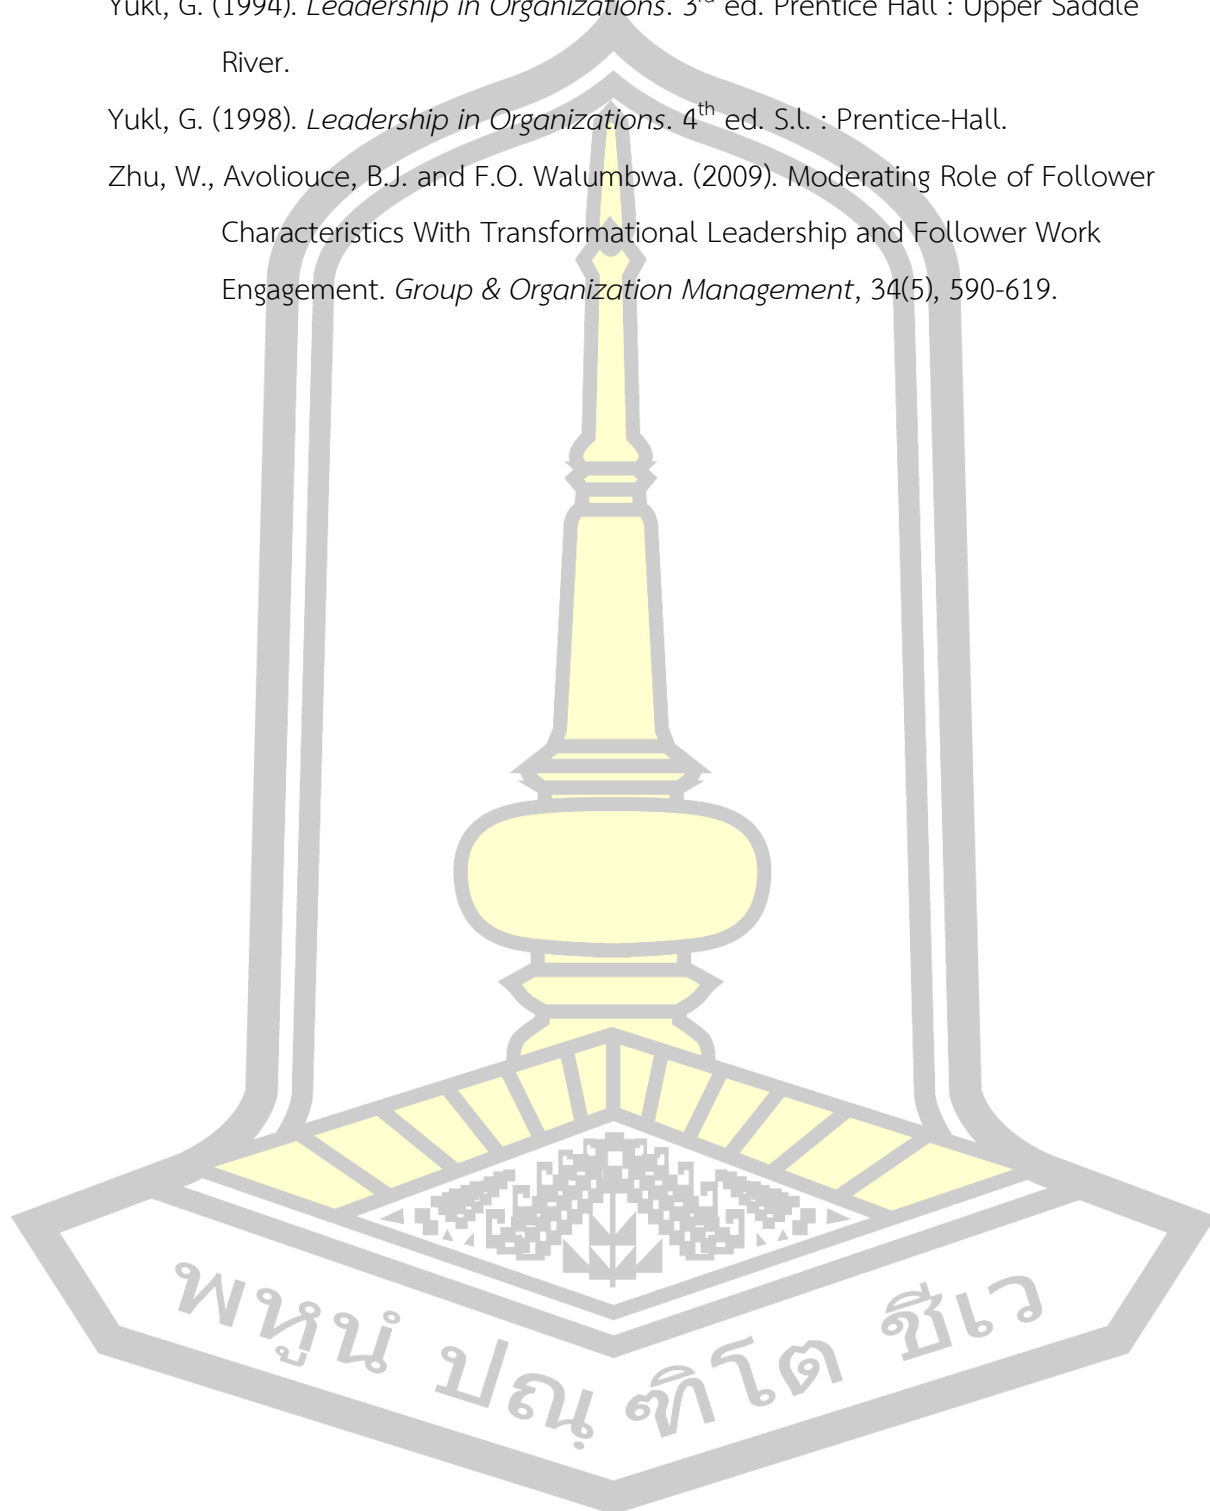 Yukl, G. (1994). Leadership in Organizations. 3rd ed. Prentice Hall : Upper Saddle
River.
Yukl, G. (1998). Leadership in Organizations. 4th ed. S.l. : Prentice-Hall.
Zhu, W., Avoliouce, B.J. and F.O. Walumbwa. (2009). Moderating Role of Follower
Characteristics With Transformational Leadership and Follower Work
Engagement. Group & Organization Management, 34(5), 590-619.
พหูนํ ปณฺ ฑิโต ชีเว